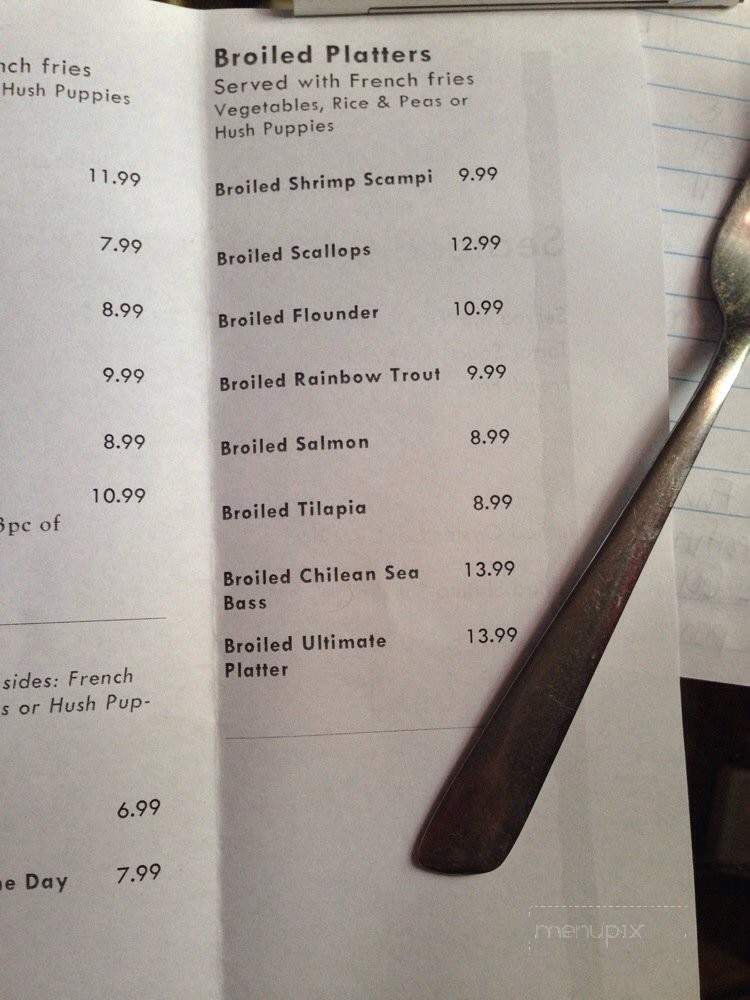 nch fries
Hush Puppies
11.99
7.99
8.99
9.99
8.99
10.99
3pc of
sides: French
s or Hush Pup-
6.99
e Day 7.99
Broiled Platters
Served with French fries
Vegetables, Rice & Peas or
Hush Puppies
Broiled Shrimp Scampi 9.99
Broiled Scallops 12.99
Broiled Flounder 10.99
Broiled Rainbow Trout 9.99
Broiled Salmon 8.99
Broiled Tilapia 8.99
Broiled Chilean Sea 13.99
Bass
Broiled Ultimate 13.99
Platter
menupix